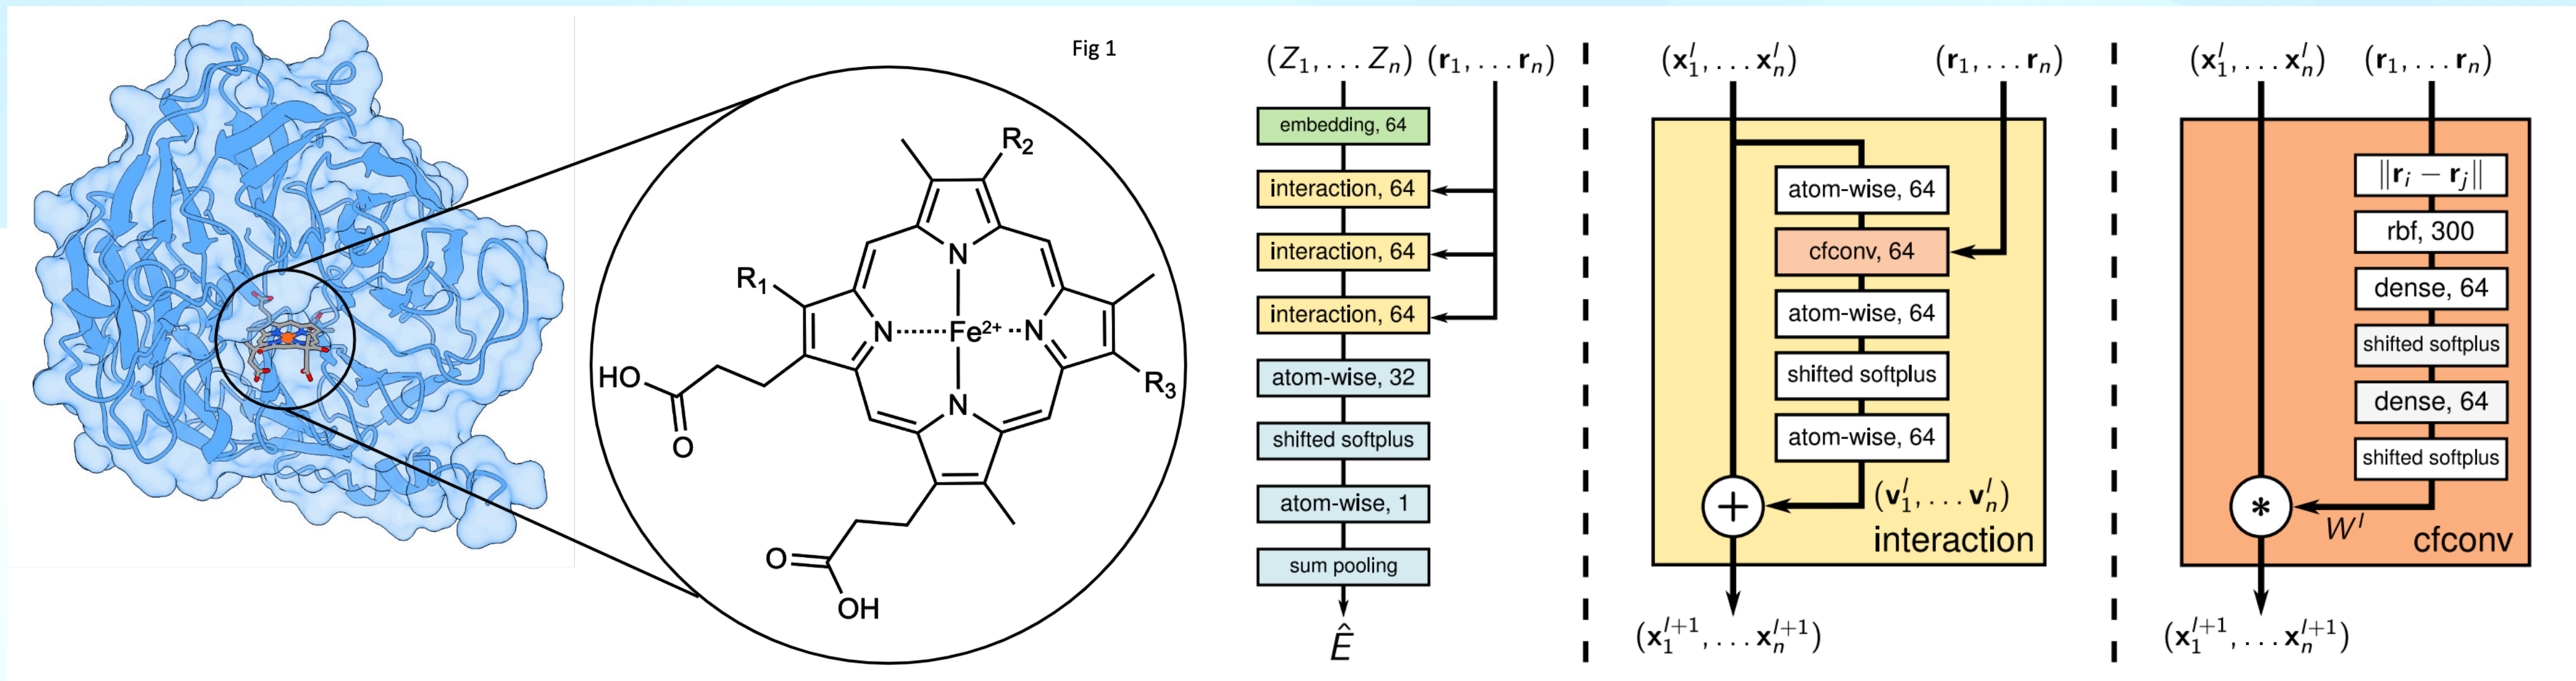 Fig 1
R₂
N
R₁
N
Fe²⁺
N
HO
R₃
O
N
O
OH
(Z₁, . . . Zₙ) (r₁, . . . rₙ)
embedding, 64
interaction, 64
interaction, 64
interaction, 64
atom-wise, 32
shifted softplus
atom-wise, 1
sum pooling
Ê
(x₁ˡ, . . . xₙˡ) (r₁, . . . rₙ)
atom-wise, 64
cfconv, 64
atom-wise, 64
shifted softplus
atom-wise, 64
+
(v₁ˡ, . . . vₙˡ)
interaction
(x₁ˡ⁺¹, . . . xₙˡ⁺¹)
(x₁ˡ, . . . xₙˡ) (r₁, . . . rₙ)
‖rᵢ − rⱼ‖
rbf, 300
dense, 64
shifted softplus
dense, 64
shifted softplus
*
Wˡ
cfconv
(x₁ˡ⁺¹, . . . xₙˡ⁺¹)